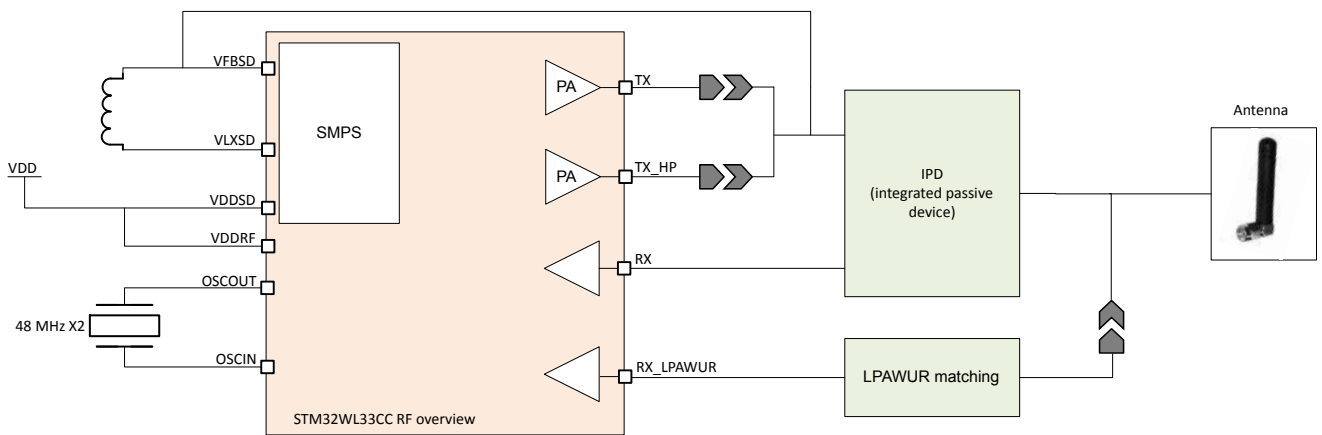 VFBSD
VLXSD
VDD
VDDSD
VDDRF
OSCOUT
48 MHz X2
OSCIN
SMPS
PA
TX
PA
TX_HP
RX
RX_LPAWUR
STM32WL33CC RF overview
IPD
(integrated passive
device)
LPAWUR matching
Antenna